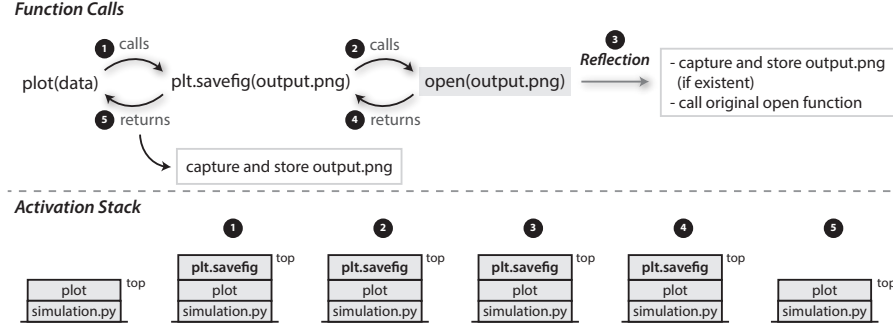 Function Calls
1 calls
2 calls
3
Reflection
plot(data)
plt.savefig(output.png)
open(output.png)
- capture and store output.png
(if existent)
- call original open function
5 returns
4 returns
capture and store output.png
Activation Stack
1
2
3
4
5
plt.savefig top
plt.savefig top
plt.savefig top
plt.savefig top
plot top
plot
plot
plot
plot
plot top
simulation.py
simulation.py
simulation.py
simulation.py
simulation.py
simulation.py